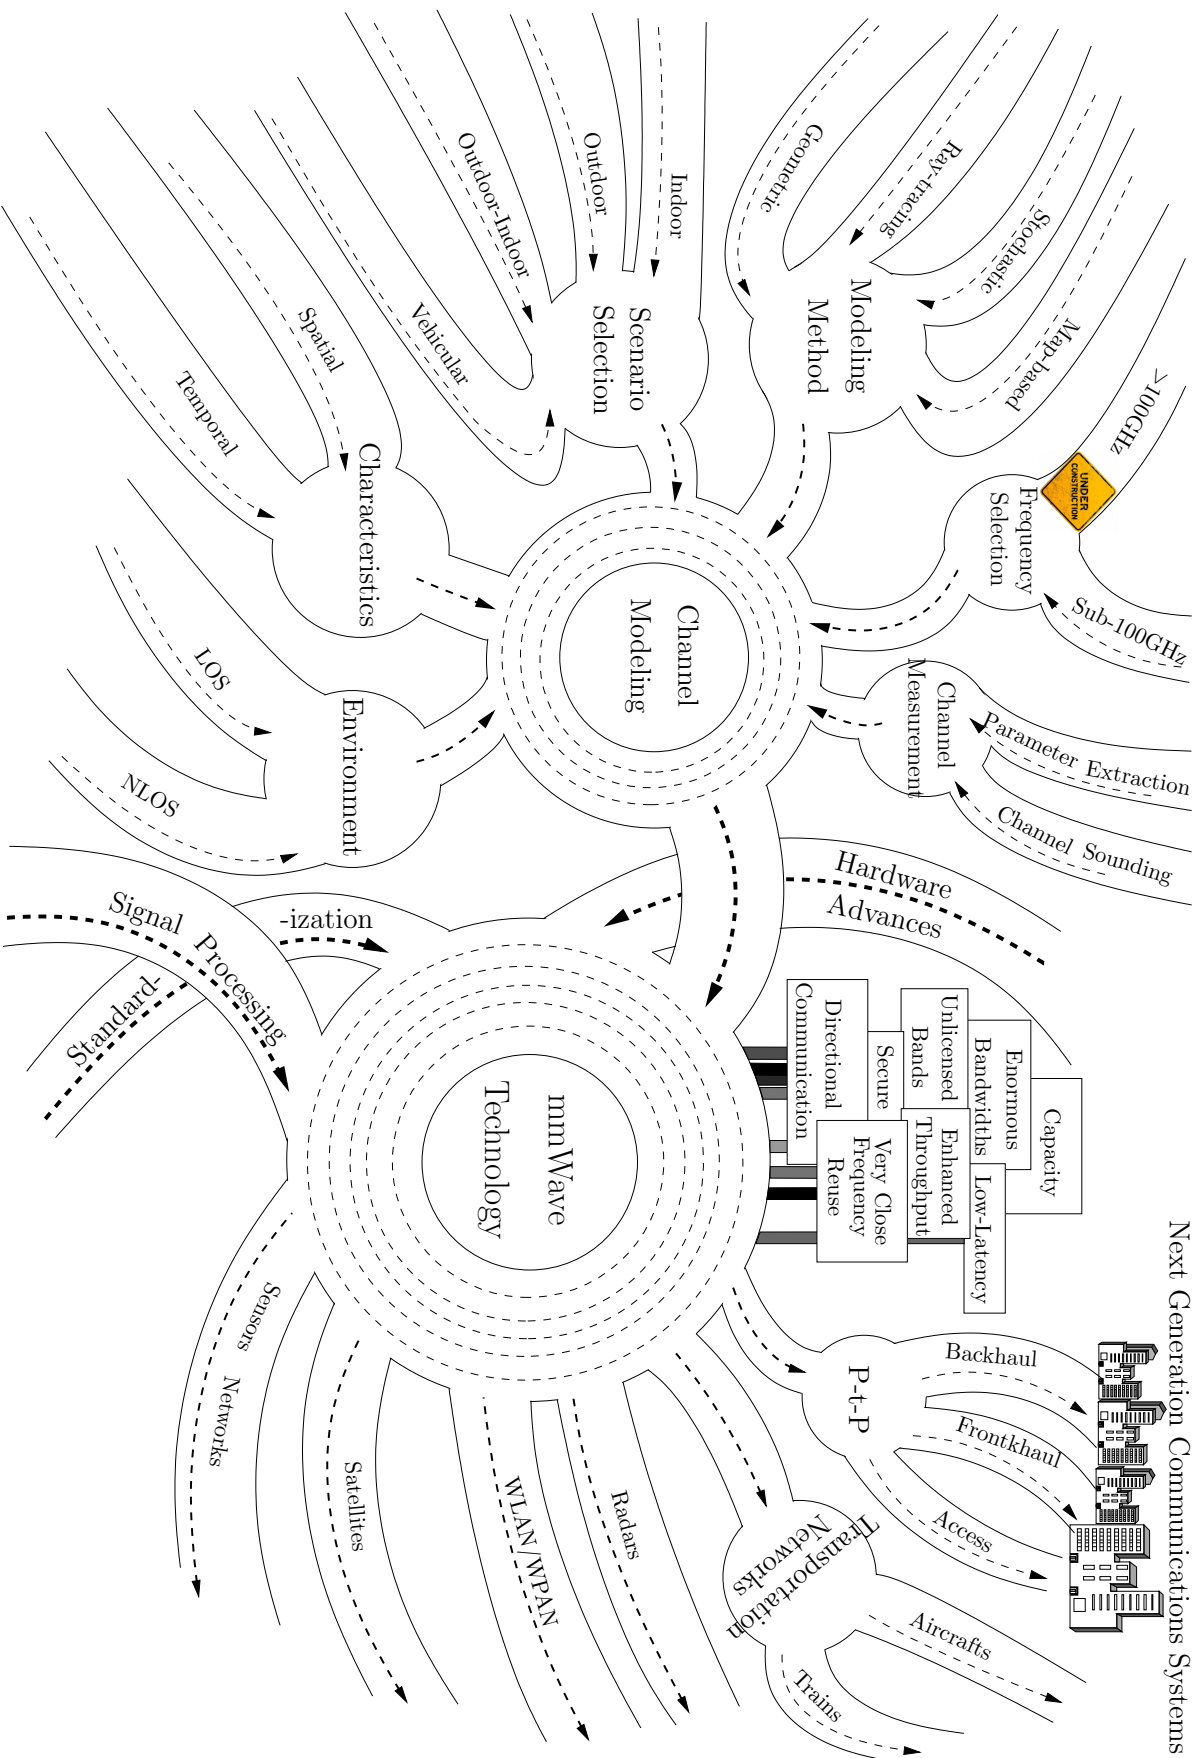 Next Generation Communications Systems
>100GHz
UNDER
CONSTRUCTION
Sub-100GHz
Frequency
Selection
Parameter Extraction
Channel Sounding
Channel
Measurement
Geometric
Ray-tracing
Stochastic
Map-based
Modeling
Method
Indoor
Outdoor
Outdoor-Indoor
Vehicular
Scenario
Selection
Spatial
Temporal
Characteristics
LOS
NLOS
Environment
Channel
Modeling
Hardware
Advances
Signal Processing
Standard-
-ization
mmWave
Technology
Capacity
Enormous
Bandwidths
Low-Latency
Unlicensed
Bands
Enhanced
Throughput
Secure
Directional
Communication
Very Close
Frequency
Reuse
P-t-P
Backhaul
Frontkhaul
Access
Transportation
Networks
Aircrafts
Trains
Radars
WLAN/WPAN
Satellites
Sensors Networks